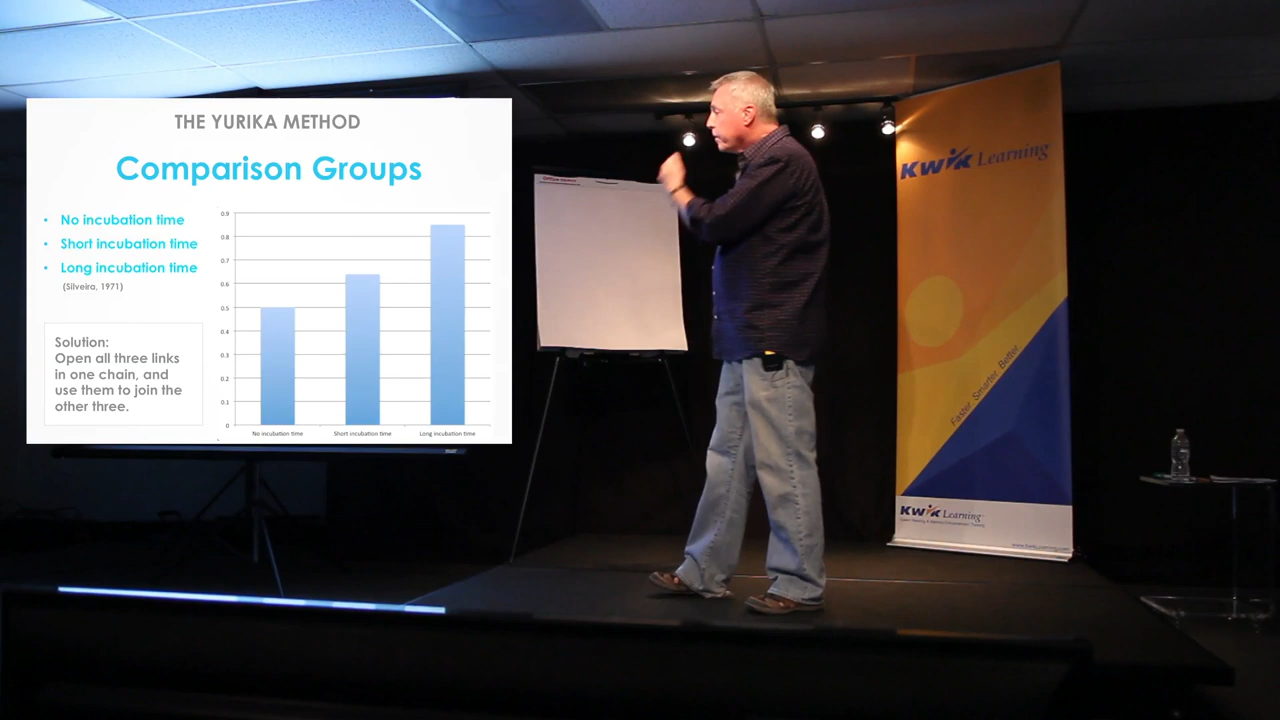 THE YURIKA METHOD
Comparison Groups
• No incubation time
• Short incubation time
• Long incubation time
(Silveira, 1971)
Solution:
Open all three links
in one chain, and
use them to join the
other three.
0.9
0.8
0.7
0.6
0.5
0.4
0.3
0.2
0.1
0
No incubation time
Short incubation time
Long incubation time
KWIK Learning
Faster Smarter Better
KWIK Learning